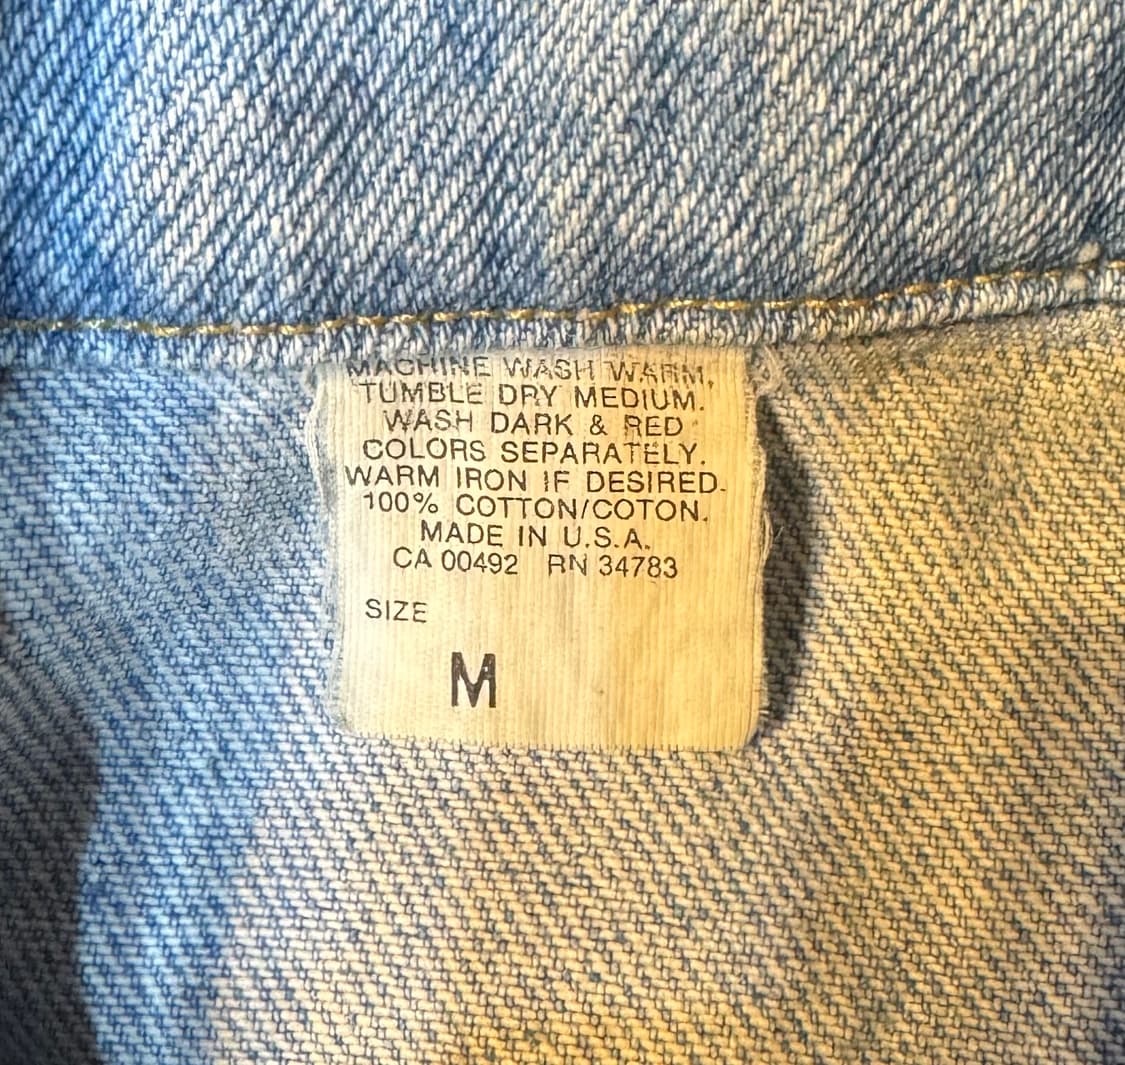 MACHINE WASH WARM,
TUMBLE DRY MEDIUM.
WASH DARK & RED
COLORS SEPARATELY.
WARM IRON IF DESIRED.
100% COTTON/COTON.
MADE IN U.S.A.
CA 00492 RN 34783
SIZE
M